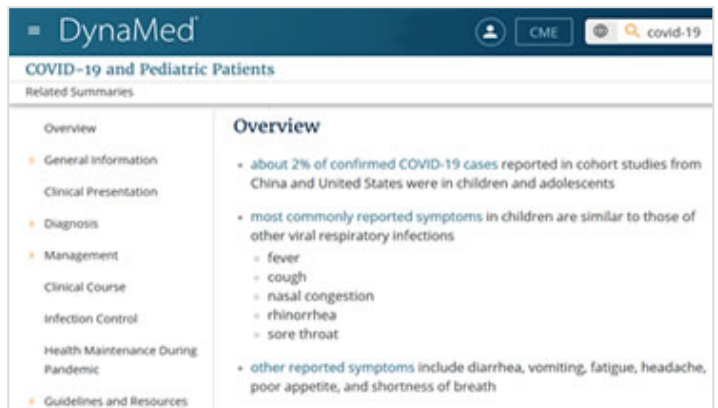 DynaMed
CME
covid-19
COVID-19 and Pediatric Patients
Related Summaries
Overview
General Information
Clinical Presentation
Diagnosis
Management
Clinical Course
Infection Control
Health Maintenance During
Pandemic
Guidelines and Resources
Overview
about 2% of confirmed COVID-19 cases reported in cohort studies from
China and United States were in children and adolescents
most commonly reported symptoms in children are similar to those of
other viral respiratory infections
fever
cough
nasal congestion
rhinorrhea
sore throat
other reported symptoms include diarrhea, vomiting, fatigue, headache,
poor appetite, and shortness of breath